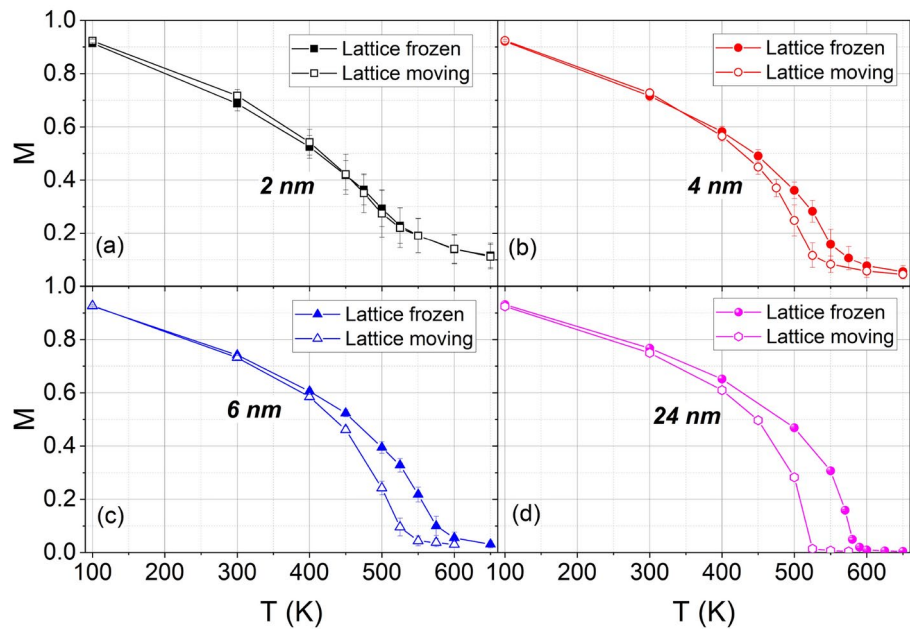 1.0
0.8
0.6
0.4
0.2
0.0
M
Lattice frozen
Lattice moving
2 nm
(a)
Lattice frozen
Lattice moving
4 nm
(b)
1.0
0.8
0.6
0.4
0.2
0.0
M
Lattice frozen
Lattice moving
6 nm
(c)
100 200 300 400 500 600
T (K)
Lattice frozen
Lattice moving
24 nm
(d)
100 200 300 400 500 600
T (K)